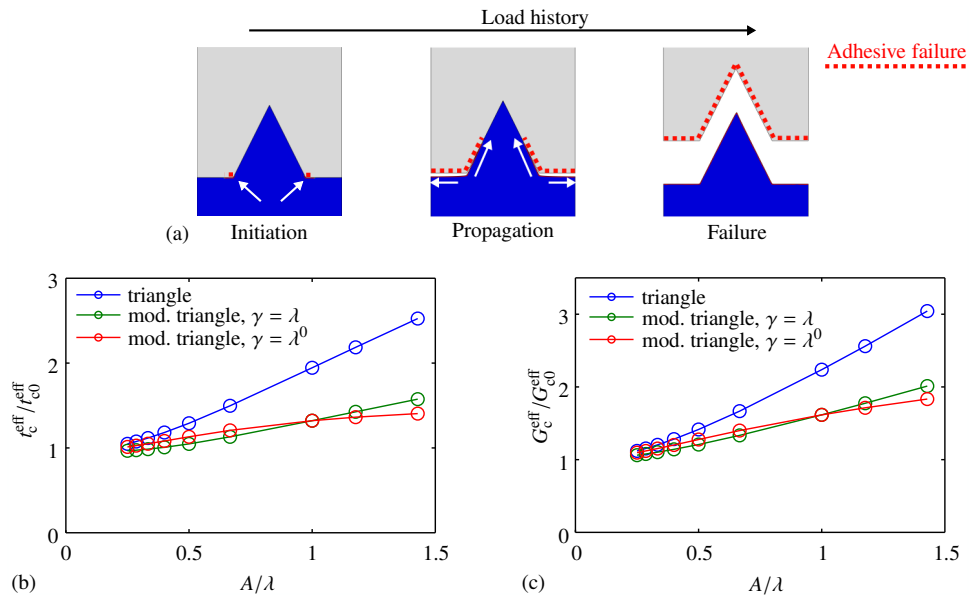 Load history
Adhesive failure
(a)
Initiation
Propagation
Failure
3
2
1
0
0
0.5
1
1.5
triangle
mod. triangle, γ = λ
mod. triangle, γ = λ⁰
t_c^eff/t_c0^eff
A/λ
(b)
3
2
1
0
0
0.5
1
1.5
triangle
mod. triangle, γ = λ
mod. triangle, γ = λ⁰
G_c^eff/G_c0^eff
A/λ
(c)